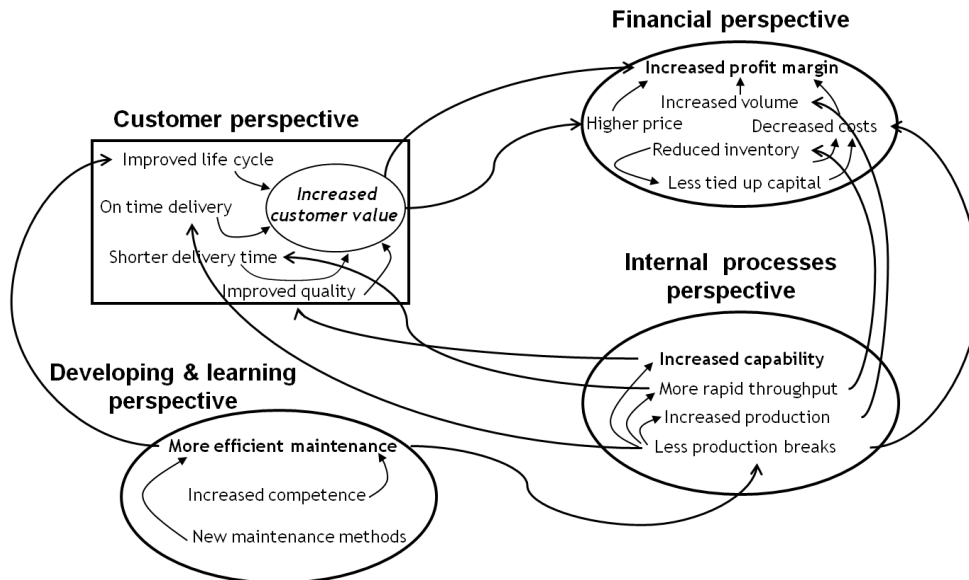 Financial perspective
Increased profit margin
Increased volume
Higher price
Decreased costs
Reduced inventory
Less tied up capital
Customer perspective
Improved life cycle
On time delivery
Increased
customer value
Shorter delivery time
Improved quality
Internal processes
perspective
Increased capability
More rapid throughput
Increased production
Less production breaks
Developing & learning
perspective
More efficient maintenance
Increased competence
New maintenance methods